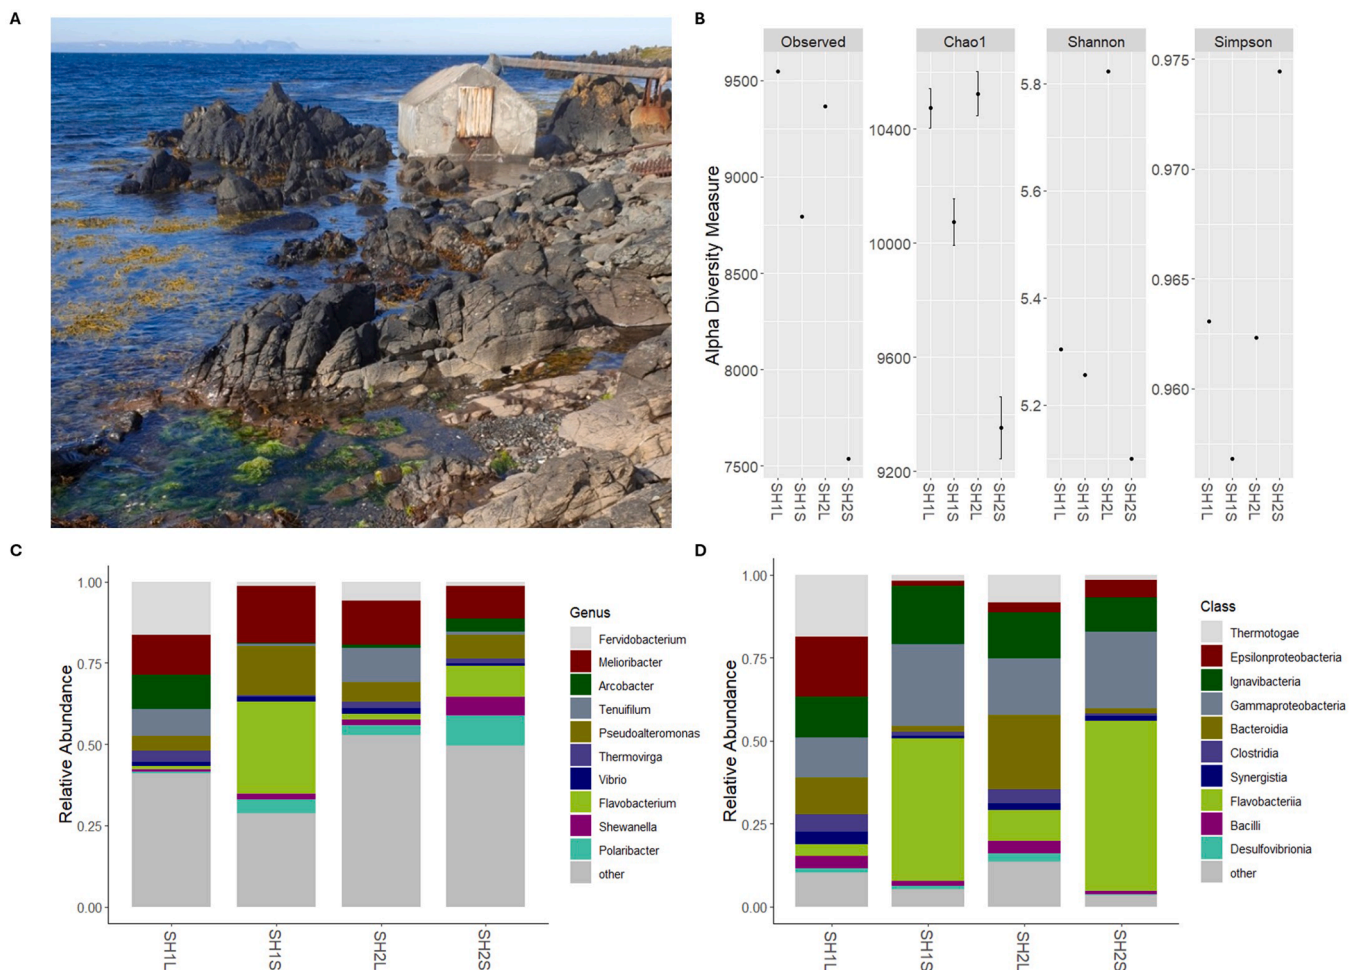 A
B
Observed
Chao1
Shannon
Simpson
Alpha Diversity Measure
9500
9000
8500
8000
7500
10400
10000
9600
9200
5.8
5.6
5.4
5.2
0.975
0.970
0.965
0.960
SH1L
SH1S
SH2L
SH2S
SH1L
SH1S
SH2L
SH2S
SH1L
SH1S
SH2L
SH2S
SH1L
SH1S
SH2L
SH2S
C
Relative Abundance
1.00
0.75
0.50
0.25
0.00
SH1L
SH1S
SH2L
SH2S
Genus
Fervidobacterium
Melioribacter
Arcobacter
Tenuifilum
Pseudoalteromonas
Thermovirga
Vibrio
Flavobacterium
Shewanella
Polaribacter
other
D
Relative Abundance
1.00
0.75
0.50
0.25
0.00
SH1L
SH1S
SH2L
SH2S
Class
Thermotogae
Epsilonproteobacteria
Ignavibacteria
Gammaproteobacteria
Bacteroidia
Clostridia
Synergistia
Flavobacteriia
Bacilli
Desulfovibrionia
other